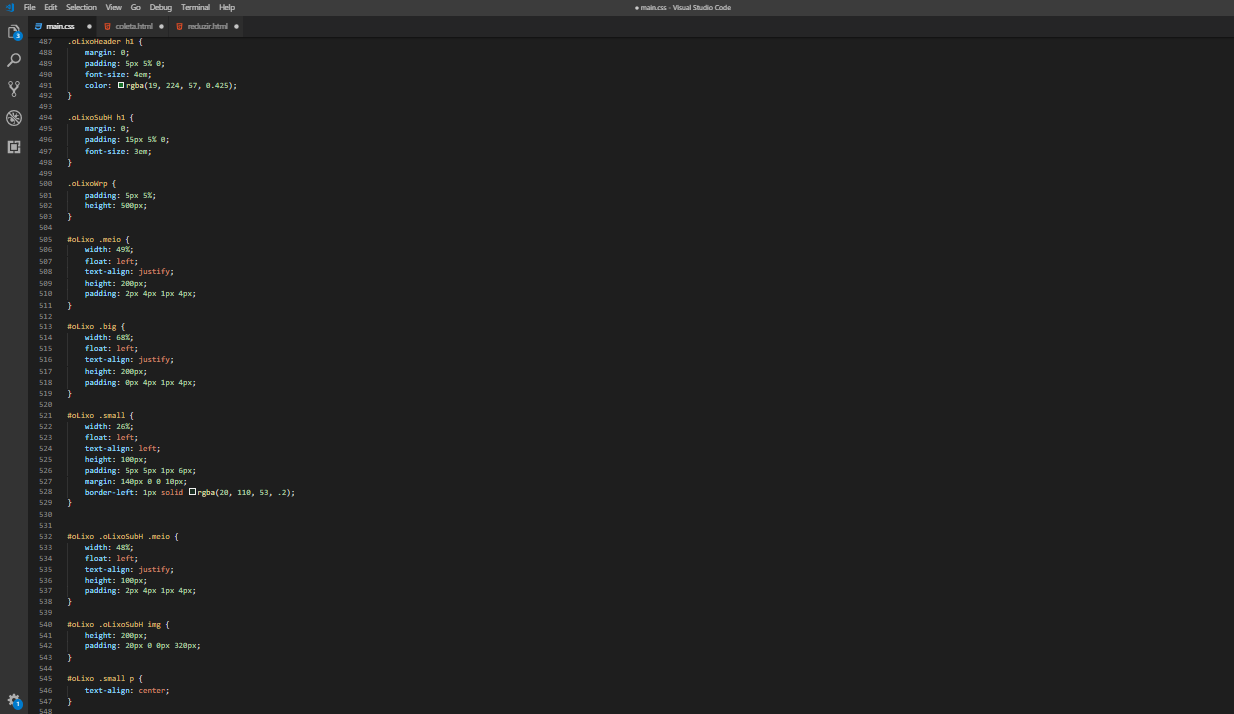 File Edit Selection View Go Debug Terminal Help
● main.css - Visual Studio Code
main.css ● coleta.html ● reduzir.html ●
3
487 .oLixoHeader h1 {
488 margin: 0;
489 padding: 5px 5% 0;
490 font-size: 4em;
491 color: rgba(19, 224, 57, 0.425);
492 }
493
494 .oLixoSubH h1 {
495 margin: 0;
496 padding: 15px 5% 0;
497 font-size: 3em;
498 }
499
500 .oLixoWrp {
501 padding: 5px 5%;
502 height: 500px;
503 }
504
505 #oLixo .meio {
506 width: 49%;
507 float: left;
508 text-align: justify;
509 height: 200px;
510 padding: 2px 4px 1px 4px;
511 }
512
513 #oLixo .big {
514 width: 68%;
515 float: left;
516 text-align: justify;
517 height: 200px;
518 padding: 0px 4px 1px 4px;
519 }
520
521 #oLixo .small {
522 width: 26%;
523 float: left;
524 text-align: left;
525 height: 100px;
526 padding: 5px 5px 1px 6px;
527 margin: 140px 0 0 10px;
528 border-left: 1px solid rgba(20, 110, 53, .2);
529 }
530
531
532 #oLixo .oLixoSubH .meio {
533 width: 48%;
534 float: left;
535 text-align: justify;
536 height: 100px;
537 padding: 2px 4px 1px 4px;
538 }
539
540 #oLixo .oLixoSubH img {
541 height: 200px;
542 padding: 20px 0 0px 320px;
543 }
544
545 #oLixo .small p {
546 text-align: center;
547 }
548
1